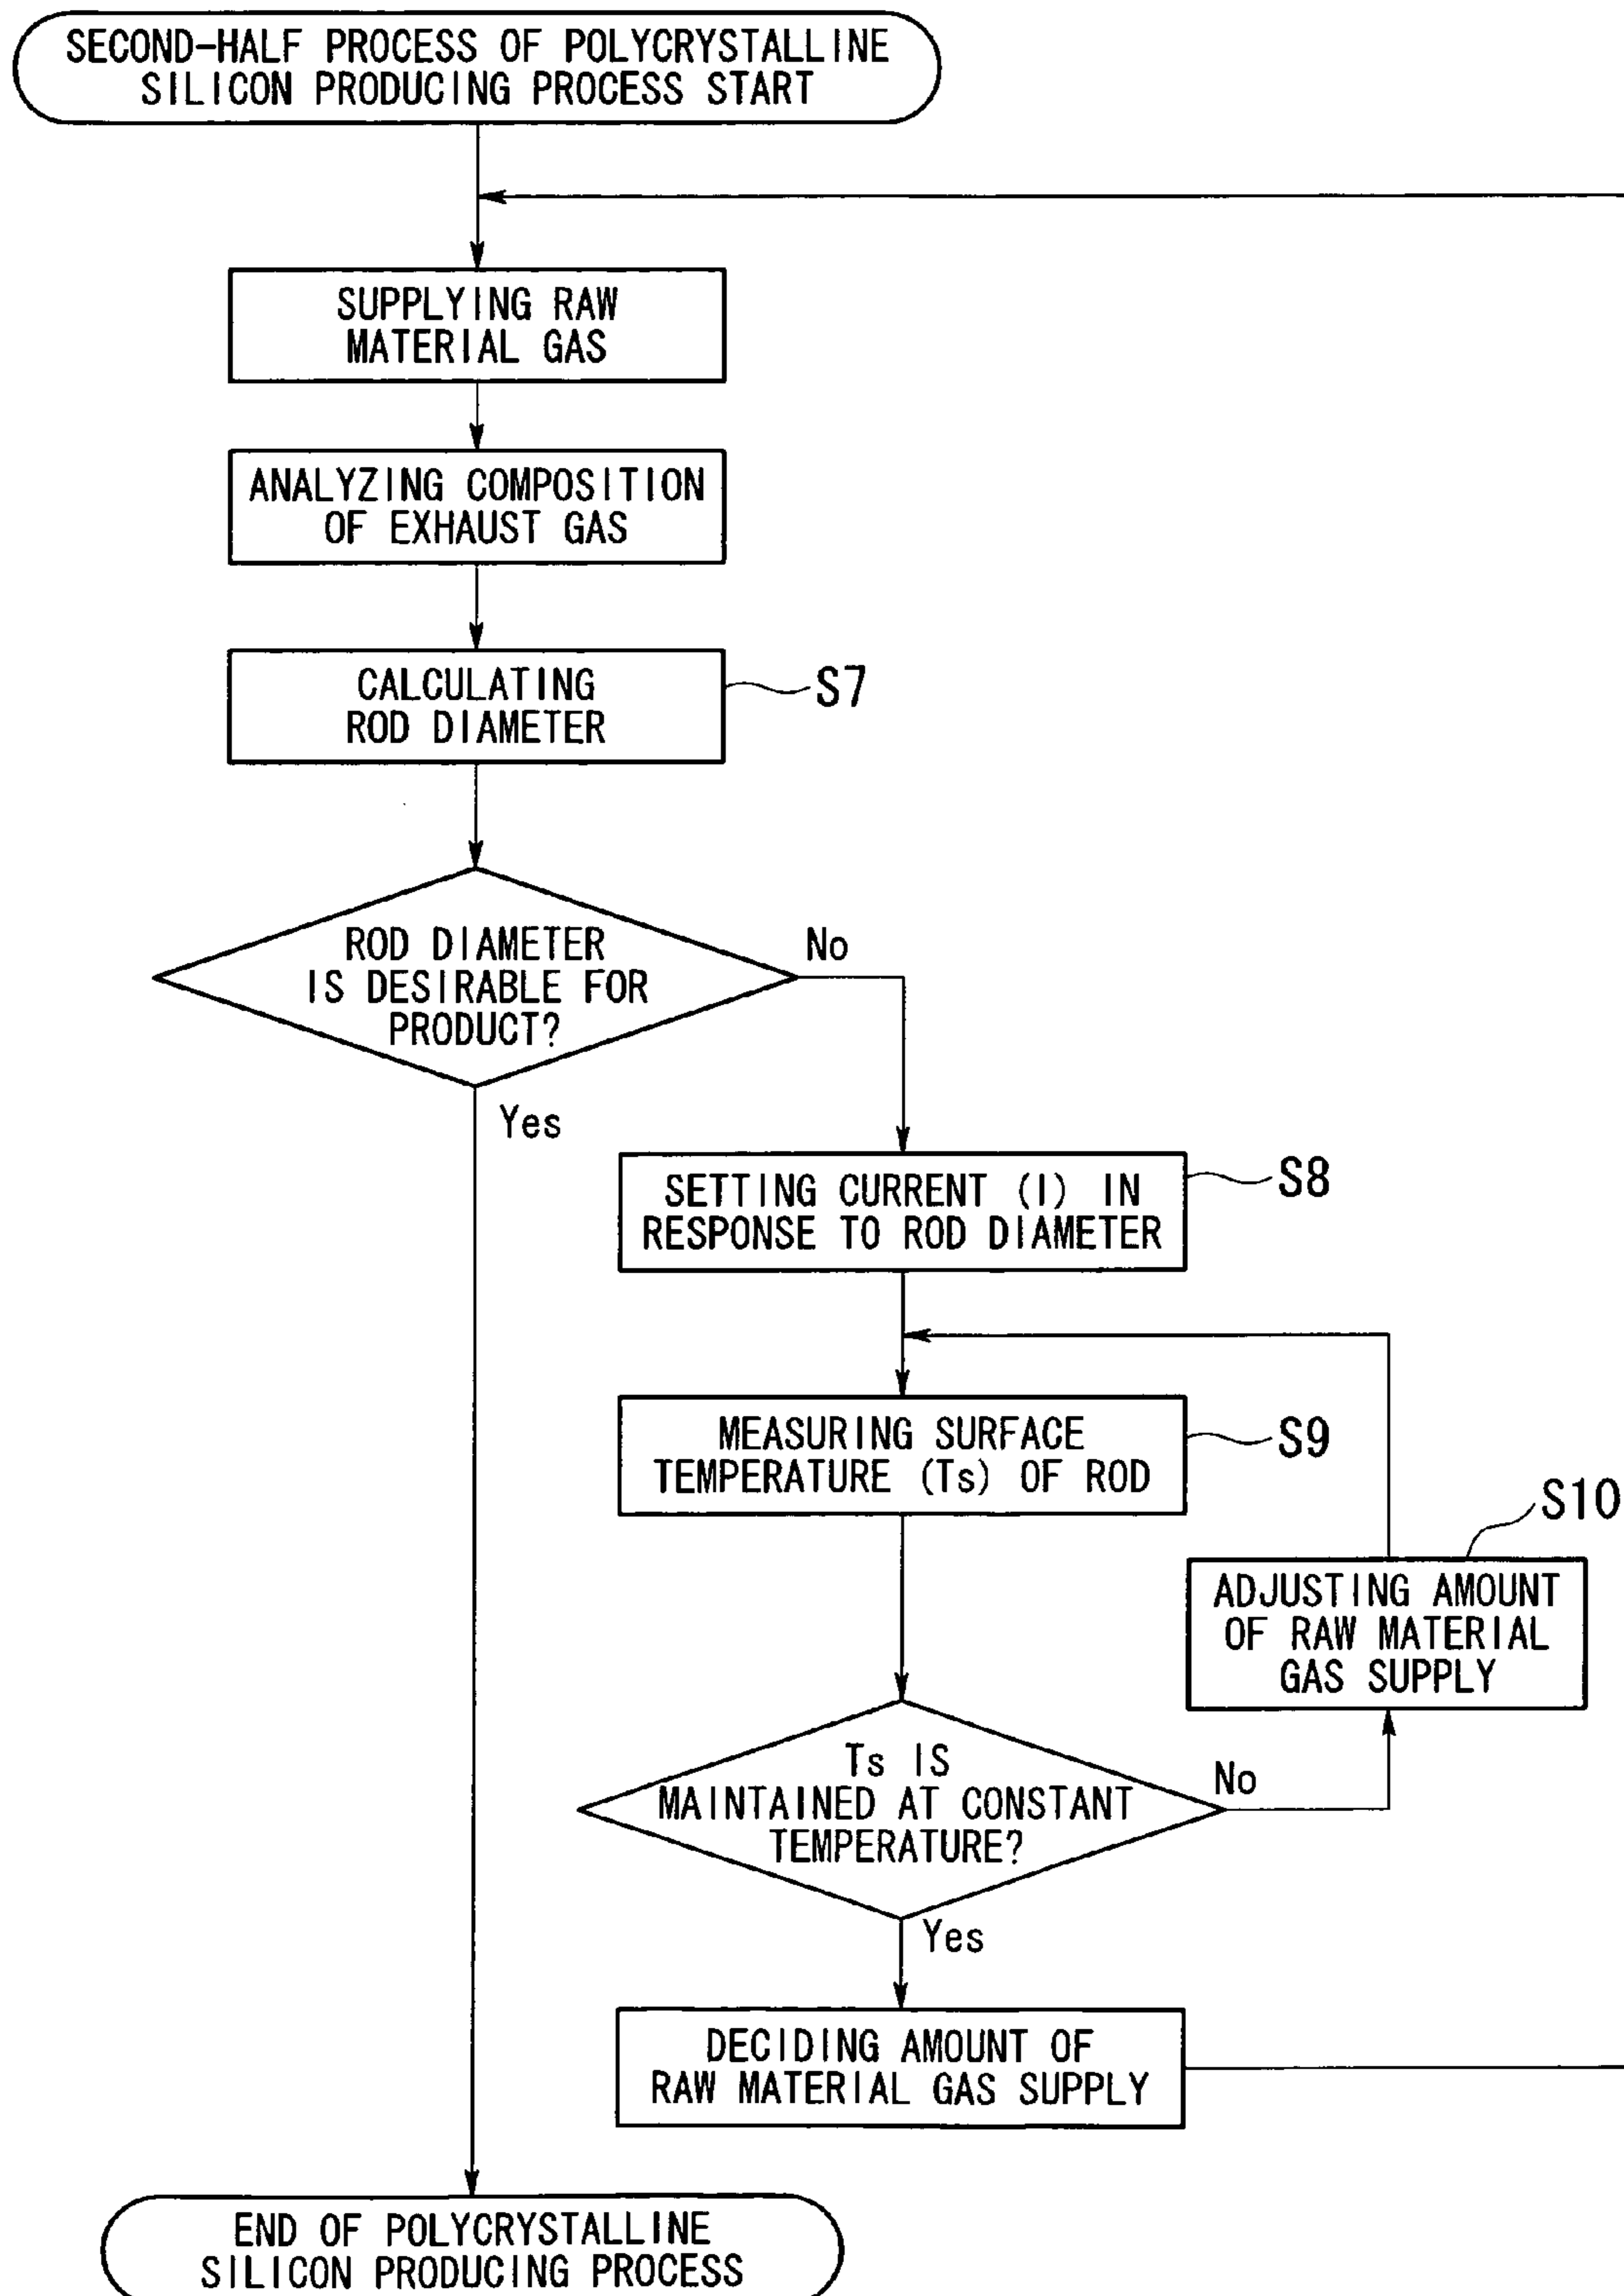 SECOND-HALF PROCESS OF POLYCRYSTALLINE
SILICON PRODUCING PROCESS START
SUPPLYING RAW
MATERIAL GAS
ANALYZING COMPOSITION
OF EXHAUST GAS
CALCULATING
ROD DIAMETER
S7
ROD DIAMETER
IS DESIRABLE FOR
PRODUCT?
No
Yes
SETTING CURRENT (I) IN
RESPONSE TO ROD DIAMETER
S8
MEASURING SURFACE
TEMPERATURE (Ts) OF ROD
S9
S10
ADJUSTING AMOUNT
OF RAW MATERIAL
GAS SUPPLY
Ts IS
MAINTAINED AT CONSTANT
TEMPERATURE?
No
Yes
DECIDING AMOUNT OF
RAW MATERIAL GAS SUPPLY
END OF POLYCRYSTALLINE
SILICON PRODUCING PROCESS